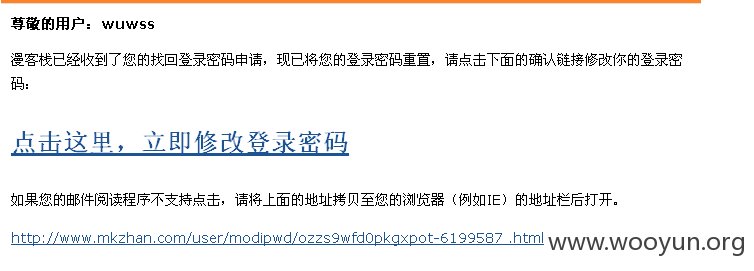 尊敬的用户：wuwss
漫客栈已经收到了您的找回登录密码申请，现已将您的登录密码重置，请点击下面的确认链接修改你的登录密
码：
点击这里，立即修改登录密码
如果您的邮件阅读程序不支持点击，请将上面的地址拷贝至您的浏览器（例如IE）的地址栏后打开。
http://www.mkzhan.com/user/modipwd/ozzs9wfd0pkgxpot-6199587 .html www.wooyun.org